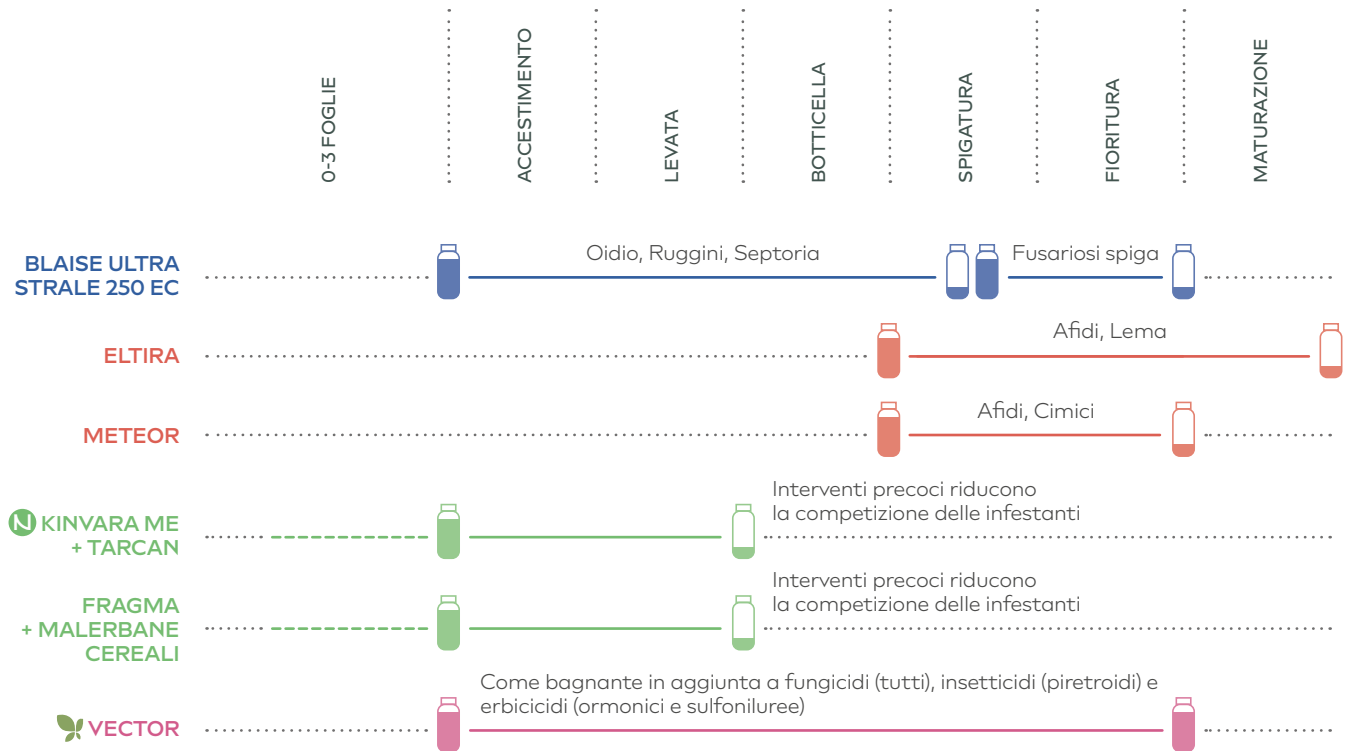 0-3 FOGLIE
ACCESTIMENTO
LEVATA
BOTTICELLA
SPIGATURA
FIORITURA
MATURAZIONE
BLAISE ULTRA
STRALE 250 EC
Oidio, Ruggini, Septoria
Fusariosi spiga
ELTIRA
Afidi, Lema
METEOR
Afidi, Cimici
N KINVARA ME
+ TARCAN
Interventi precoci riducono
la competizione delle infestanti
FRAGMA
+ MALERBANE
CEREALI
Interventi precoci riducono
la competizione delle infestanti
VECTOR
Come bagnante in aggiunta a fungicidi (tutti), insetticidi (piretroidi) e
erbicicidi (ormonici e sulfoniluree)